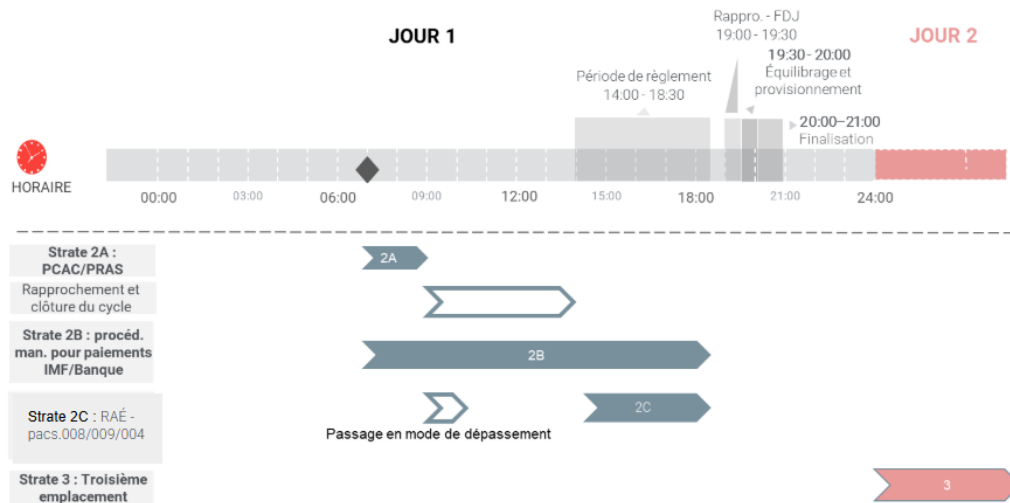 JOUR 1
Rappro. - FDJ
19:00 - 19:30
JOUR 2
19:30 - 20:00
Équilibrage et
provisionnement
Période de règlement
14:00 - 18:30
20:00–21:00
Finalisation
HORAIRE
00:00
03:00
06:00
09:00
12:00
15:00
18:00
21:00
24:00
Strate 2A :
PCAC/PRAS
2A
Rapprochement et
clôture du cycle
Strate 2B : procéd.
man. pour paiements
IMF/Banque
2B
Strate 2C : RAÉ -
pacs.008/009/004
2C
Passage en mode de dépassement
Strate 3 : Troisième
emplacement
3